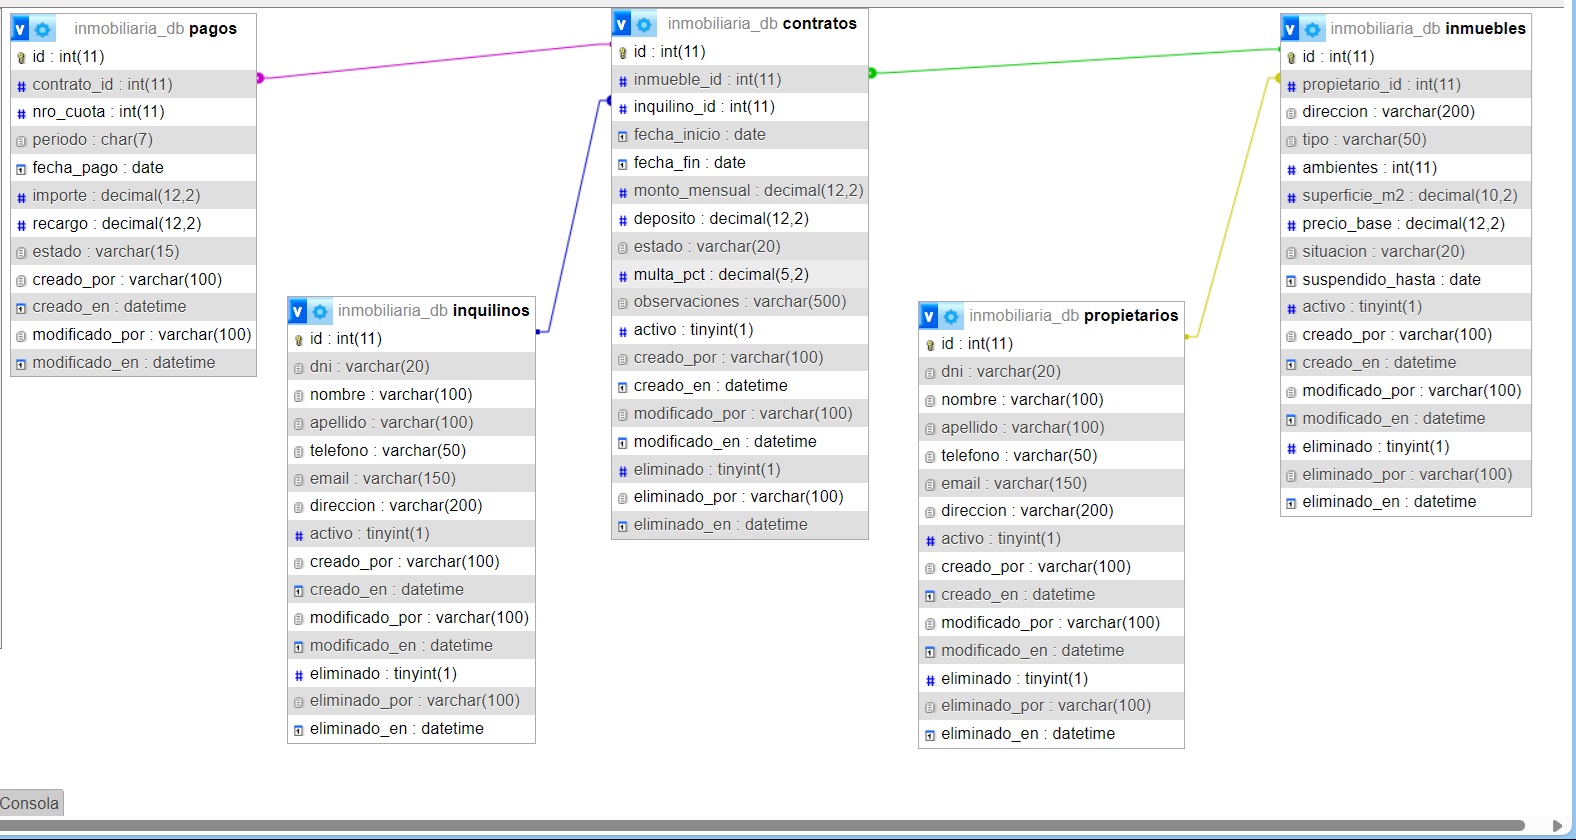 v inmobiliaria_db pagos
id : int(11)
contrato_id : int(11)
nro_cuota : int(11)
periodo : char(7)
fecha_pago : date
importe : decimal(12,2)
recargo : decimal(12,2)
estado : varchar(15)
creado_por : varchar(100)
creado_en : datetime
modificado_por : varchar(100)
modificado_en : datetime
v inmobiliaria_db inquilinos
id : int(11)
dni : varchar(20)
nombre : varchar(100)
apellido : varchar(100)
telefono : varchar(50)
email : varchar(150)
direccion : varchar(200)
activo : tinyint(1)
creado_por : varchar(100)
creado_en : datetime
modificado_por : varchar(100)
modificado_en : datetime
eliminado : tinyint(1)
eliminado_por : varchar(100)
eliminado_en : datetime
v inmobiliaria_db contratos
id : int(11)
inmueble_id : int(11)
inquilino_id : int(11)
fecha_inicio : date
fecha_fin : date
monto_mensual : decimal(12,2)
deposito : decimal(12,2)
estado : varchar(20)
multa_pct : decimal(5,2)
observaciones : varchar(500)
activo : tinyint(1)
creado_por : varchar(100)
creado_en : datetime
modificado_por : varchar(100)
modificado_en : datetime
eliminado : tinyint(1)
eliminado_por : varchar(100)
eliminado_en : datetime
v inmobiliaria_db propietarios
id : int(11)
dni : varchar(20)
nombre : varchar(100)
apellido : varchar(100)
telefono : varchar(50)
email : varchar(150)
direccion : varchar(200)
activo : tinyint(1)
creado_por : varchar(100)
creado_en : datetime
modificado_por : varchar(100)
modificado_en : datetime
eliminado : tinyint(1)
eliminado_por : varchar(100)
eliminado_en : datetime
v inmobiliaria_db inmuebles
id : int(11)
propietario_id : int(11)
direccion : varchar(200)
tipo : varchar(50)
ambientes : int(11)
superficie_m2 : decimal(10,2)
precio_base : decimal(12,2)
situacion : varchar(20)
suspendido_hasta : date
activo : tinyint(1)
creado_por : varchar(100)
creado_en : datetime
modificado_por : varchar(100)
modificado_en : datetime
eliminado : tinyint(1)
eliminado_por : varchar(100)
eliminado_en : datetime
Consola